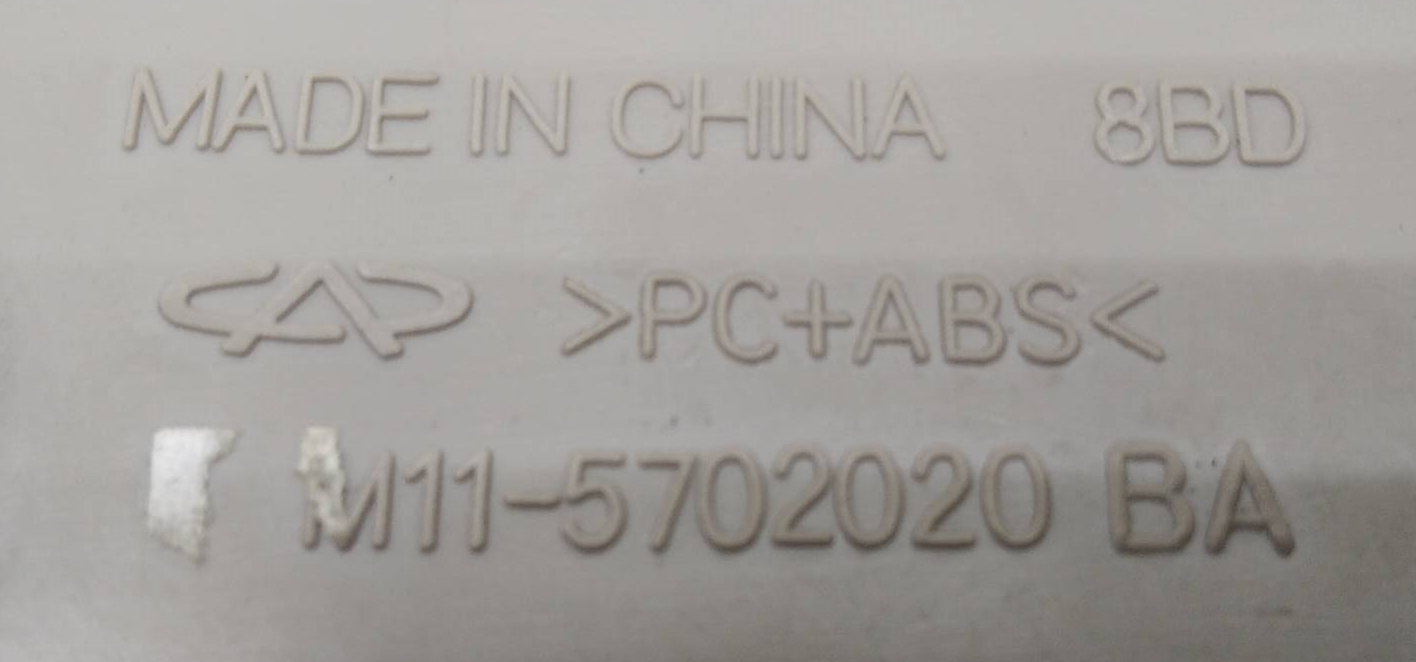 MADE IN CHINA 8BD
>PC+ABS<
M11-5702020 BA